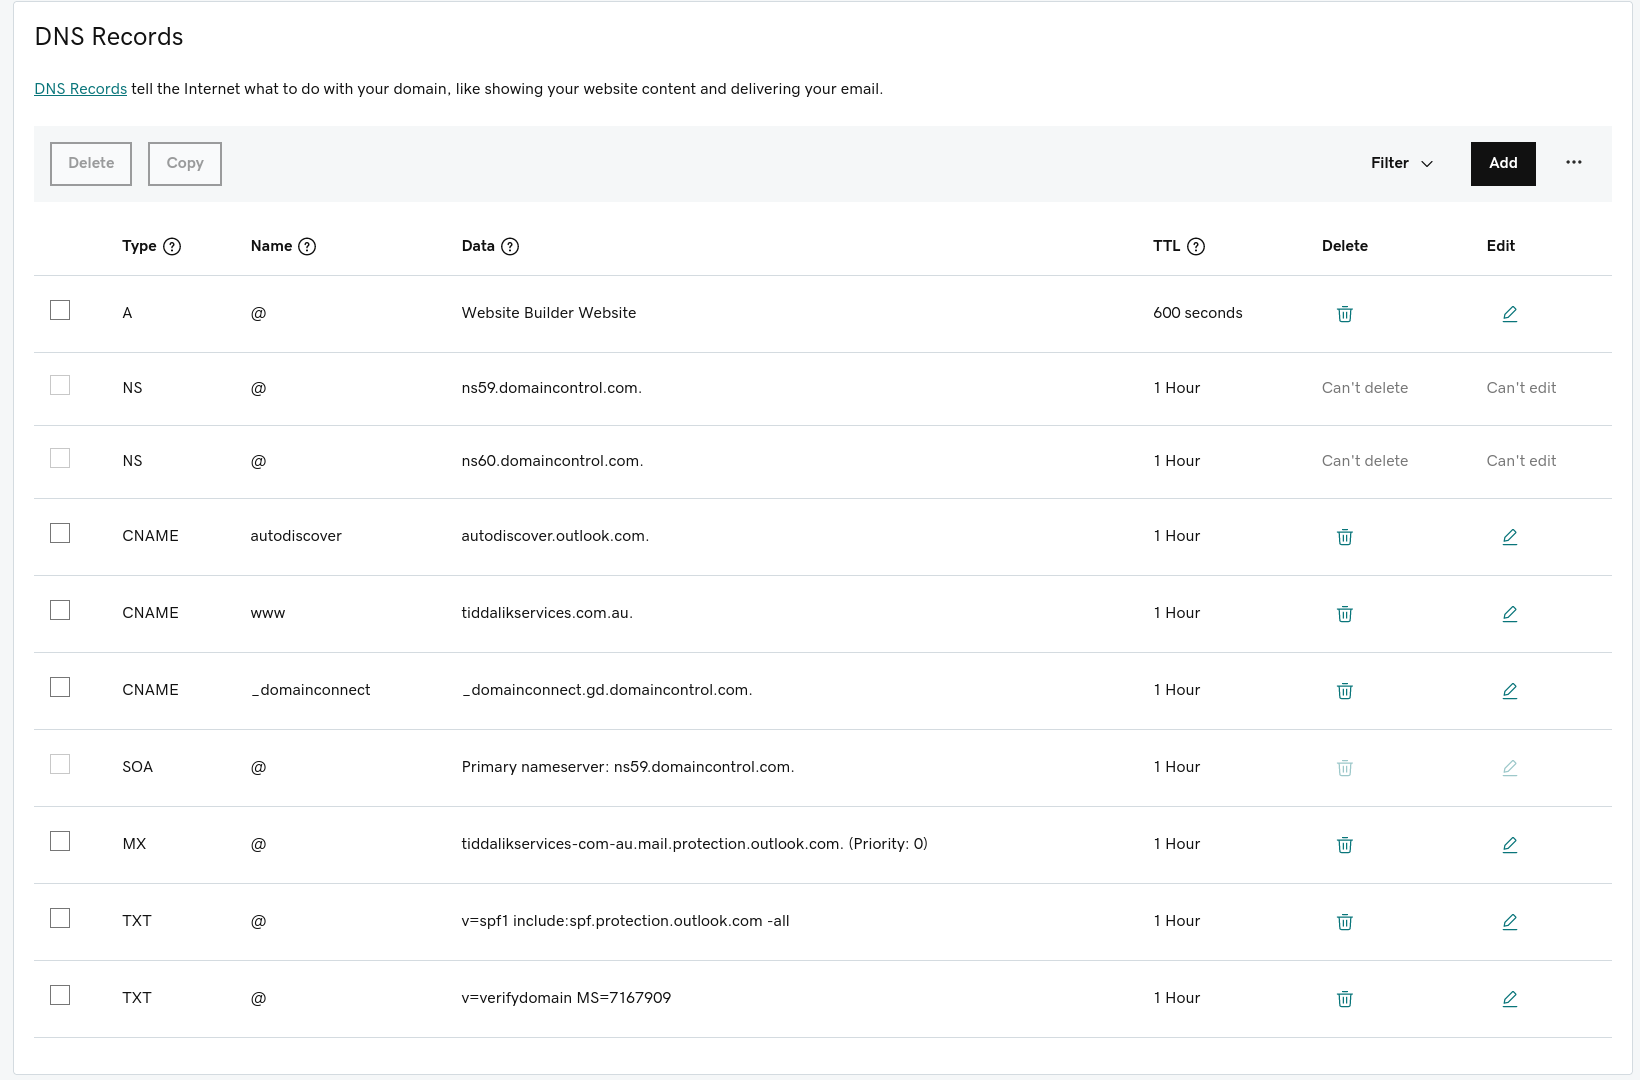 DNS Records
DNS Records tell the Internet what to do with your domain, like showing your website content and delivering your email.
Delete Copy Filter Add ...
Type ? Name ? Data ? TTL ? Delete Edit
A @ Website Builder Website 600 seconds
NS @ ns59.domaincontrol.com. 1 Hour Can't delete Can't edit
NS @ ns60.domaincontrol.com. 1 Hour Can't delete Can't edit
CNAME autodiscover autodiscover.outlook.com. 1 Hour
CNAME www tiddalikservices.com.au. 1 Hour
CNAME _domainconnect _domainconnect.gd.domaincontrol.com. 1 Hour
SOA @ Primary nameserver: ns59.domaincontrol.com. 1 Hour
MX @ tiddalikservices-com-au.mail.protection.outlook.com. (Priority: 0) 1 Hour
TXT @ v=spf1 include:spf.protection.outlook.com -all 1 Hour
TXT @ v=verifydomain MS=7167909 1 Hour